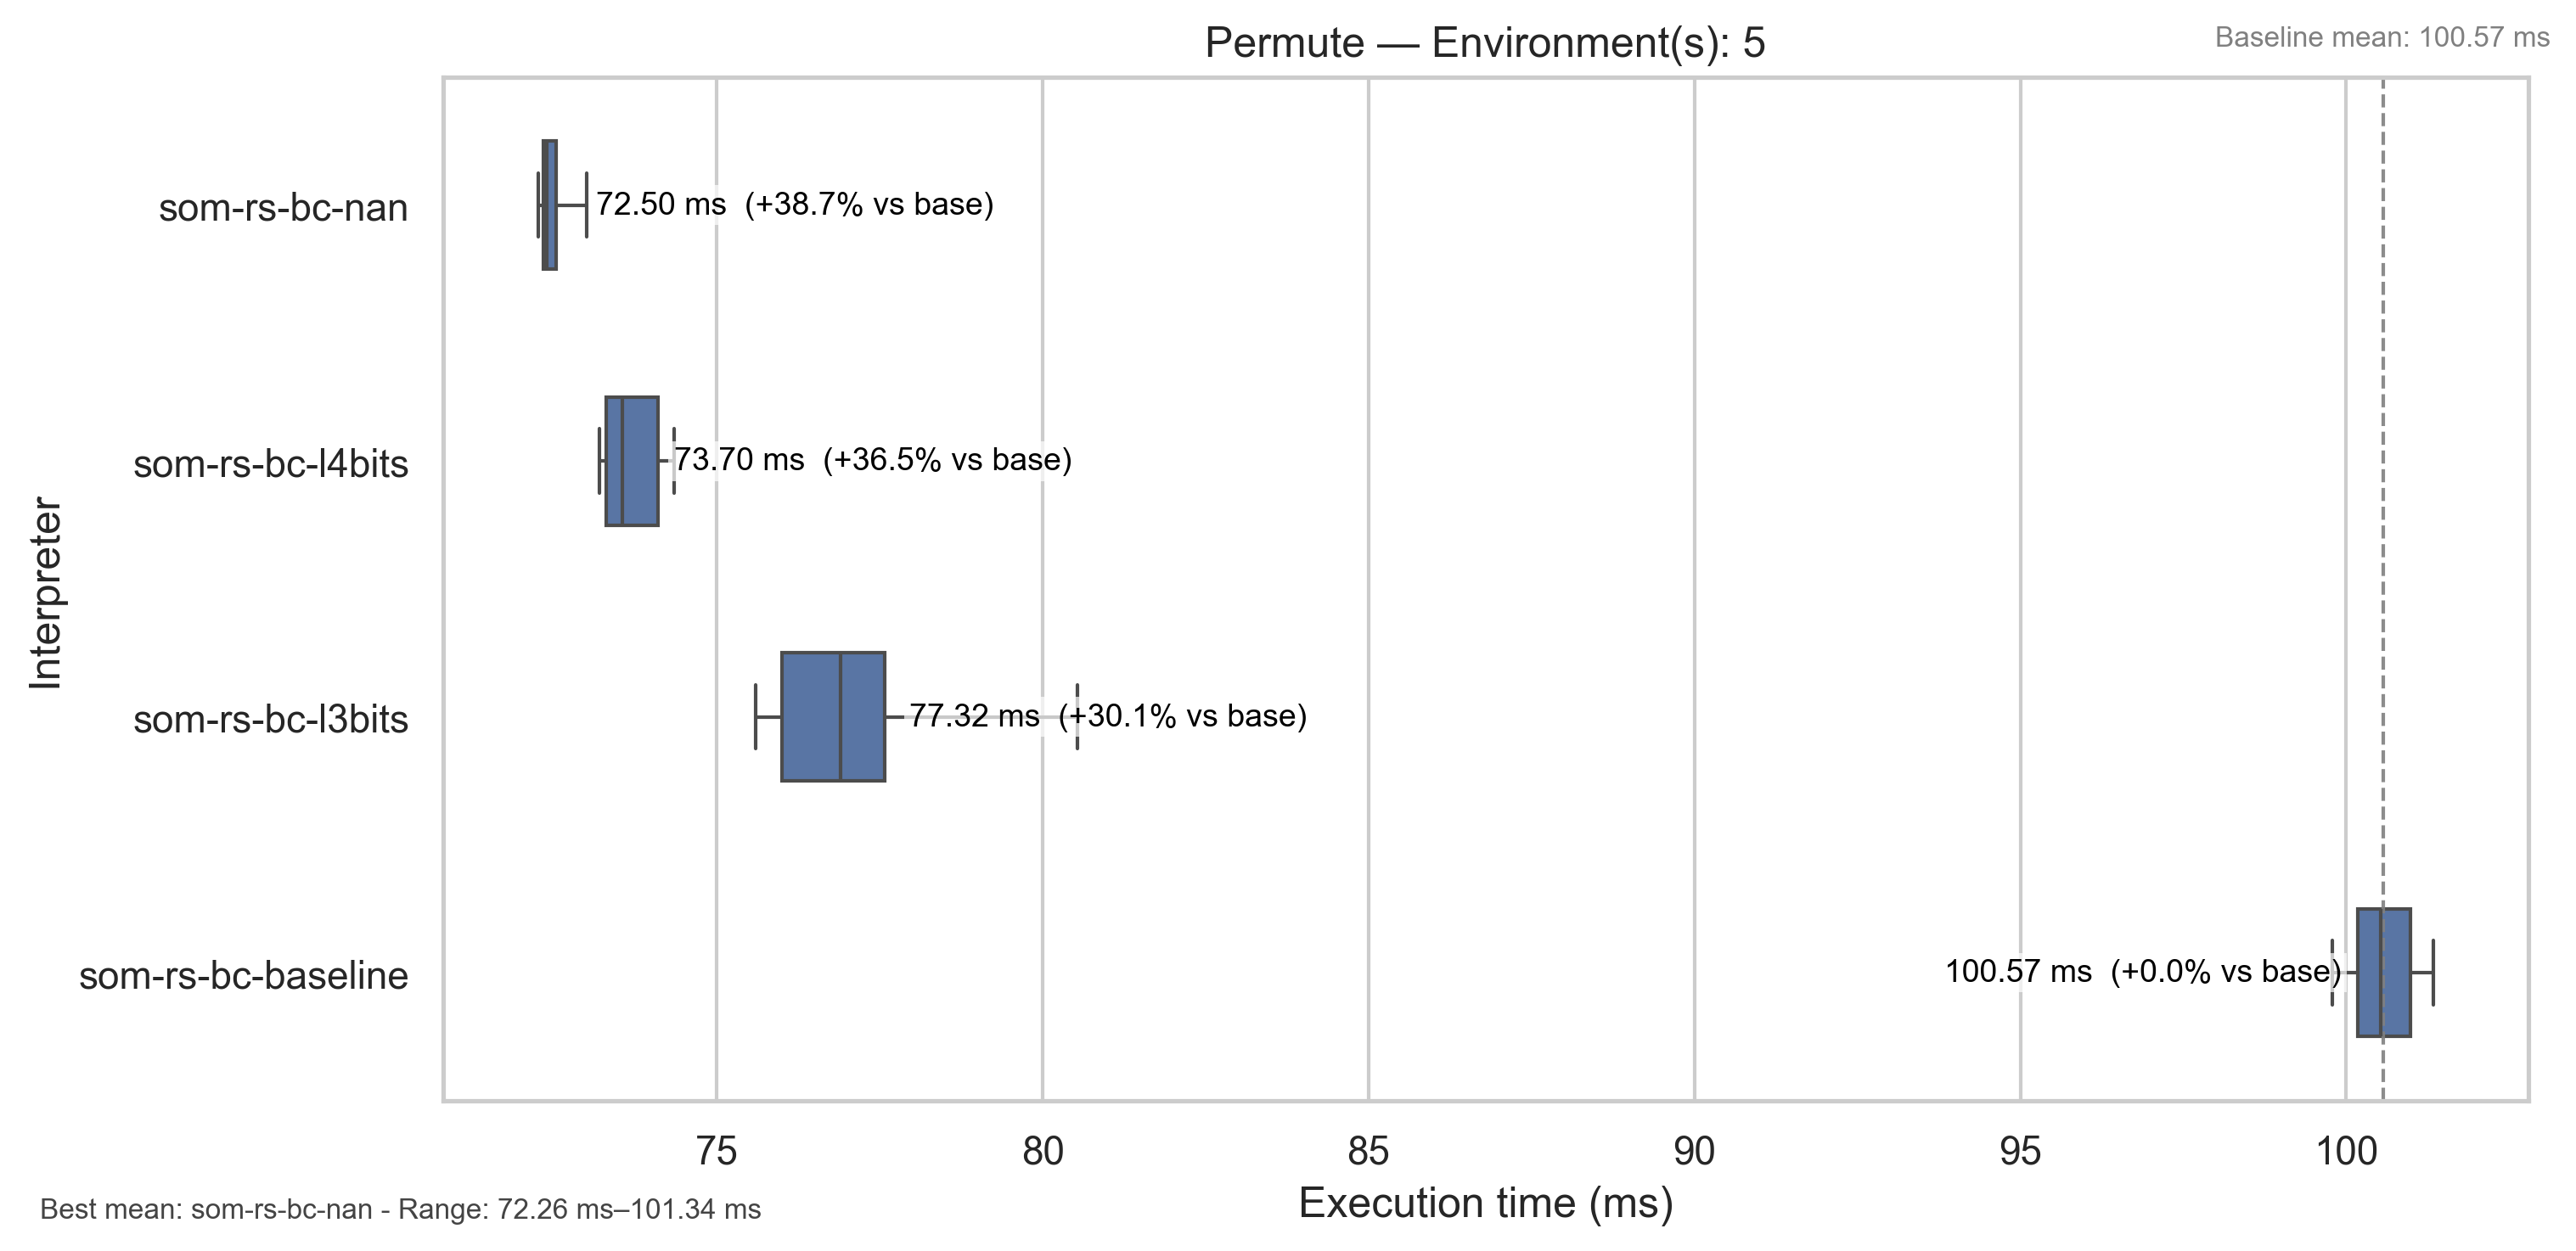 Permute — Environment(s): 5
Baseline mean: 100.57 ms
Interpreter
som-rs-bc-nan
72.50 ms  (+38.7% vs base)
som-rs-bc-l4bits
73.70 ms  (+36.5% vs base)
som-rs-bc-l3bits
77.32 ms  (+30.1% vs base)
som-rs-bc-baseline
100.57 ms  (+0.0% vs base)
75 80 85 90 95 100
Execution time (ms)
Best mean: som-rs-bc-nan - Range: 72.26 ms–101.34 ms